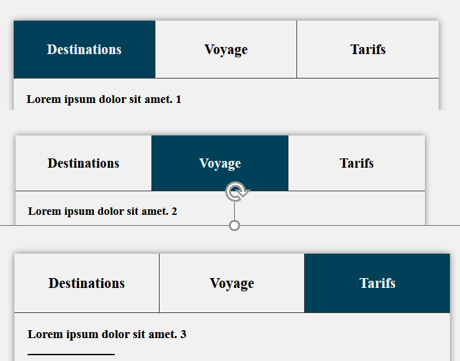 Destinations Voyage Tarifs
Lorem ipsum dolor sit amet. 1
Destinations Voyage Tarifs
Lorem ipsum dolor sit amet. 2
Destinations Voyage Tarifs
Lorem ipsum dolor sit amet. 3